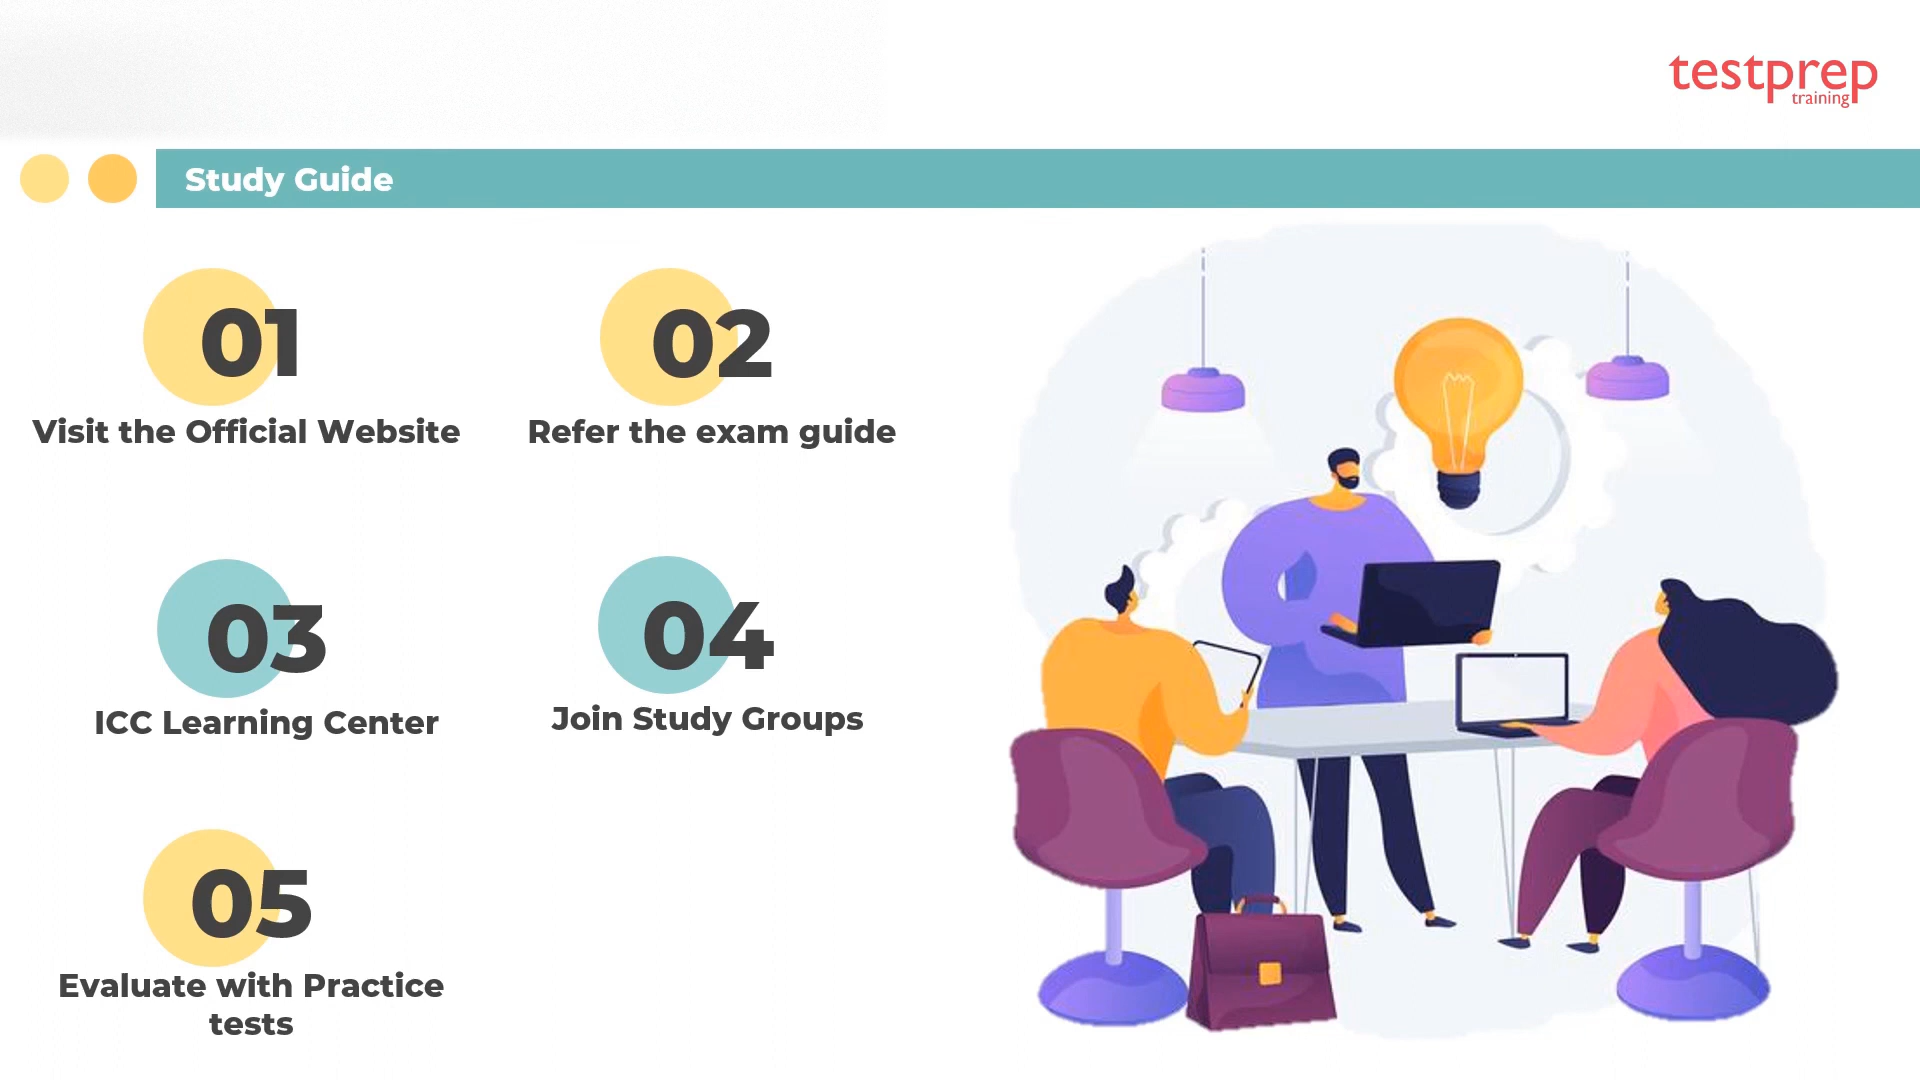 testprep
training
Study Guide
01
Visit the Official Website
02
Refer the exam guide
03
ICC Learning Center
04
Join Study Groups
05
Evaluate with Practice
tests